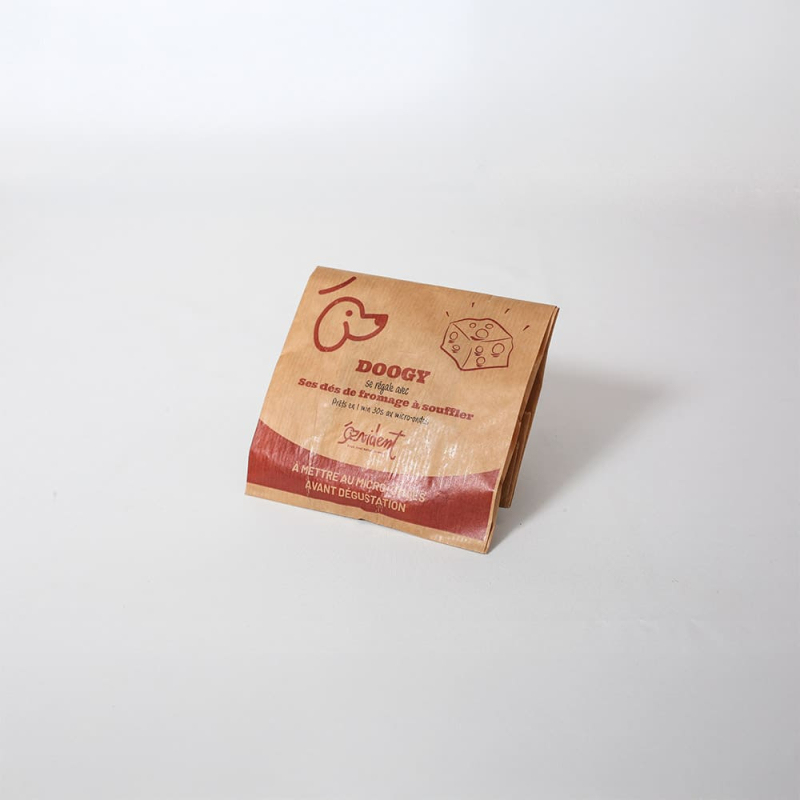 DOOGY
se régale avec
Ses dés de fromage à souffler
Prêts en 1 min 30s au micro-ondes
À METTRE AU MICRO-ONDES
AVANT DÉGUSTATION